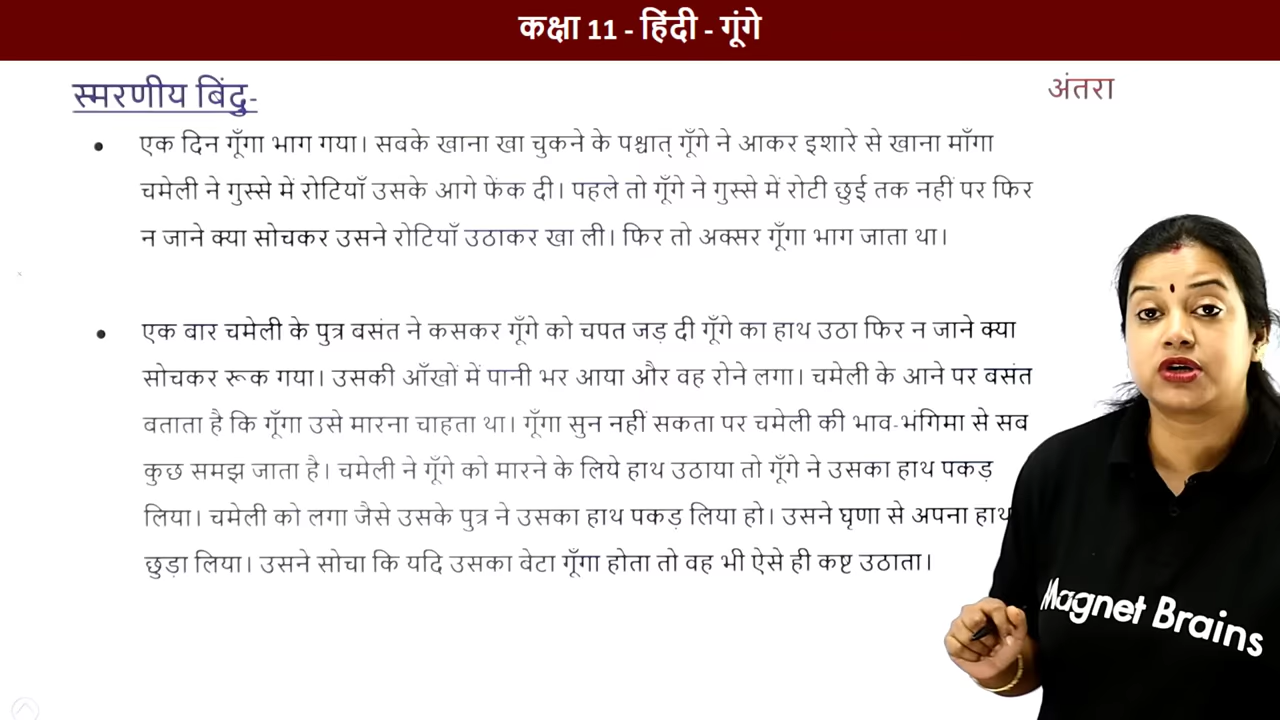 कक्षा 11 - हिंदी - गूंगे
स्मरणीय बिंदु-
अंतरा
• एक दिन गूँगा भाग गया। सबके खाना खा चुकने के पश्चात् गूँगे ने आकर इशारे से खाना माँगा
चमेली ने गुस्से में रोटियाँ उसके आगे फेंक दी। पहले तो गूँगे ने गुस्से में रोटी छुई तक नहीं पर फिर
न जाने क्या सोचकर उसने रोटियाँ उठाकर खा ली। फिर तो अक्सर गूँगा भाग जाता था।
• एक बार चमेली के पुत्र बसंत ने कसकर गूँगे को चपत जड़ दी गूँगे का हाथ उठा फिर न जाने क्या
सोचकर रूक गया। उसकी आँखों में पानी भर आया और वह रोने लगा। चमेली के आने पर बसंत
बताता है कि गूँगा उसे मारना चाहता था। गूँगा सुन नहीं सकता पर चमेली की भाव-भंगिमा से सब
कुछ समझ जाता है। चमेली ने गूँगे को मारने के लिये हाथ उठाया तो गूँगे ने उसका हाथ पकड़
लिया। चमेली को लगा जैसे उसके पुत्र ने उसका हाथ पकड़ लिया हो। उसने घृणा से अपना हाथ
छुड़ा लिया। उसने सोचा कि यदि उसका बेटा गूँगा होता तो वह भी ऐसे ही कष्ट उठाता।
Magnet Brains